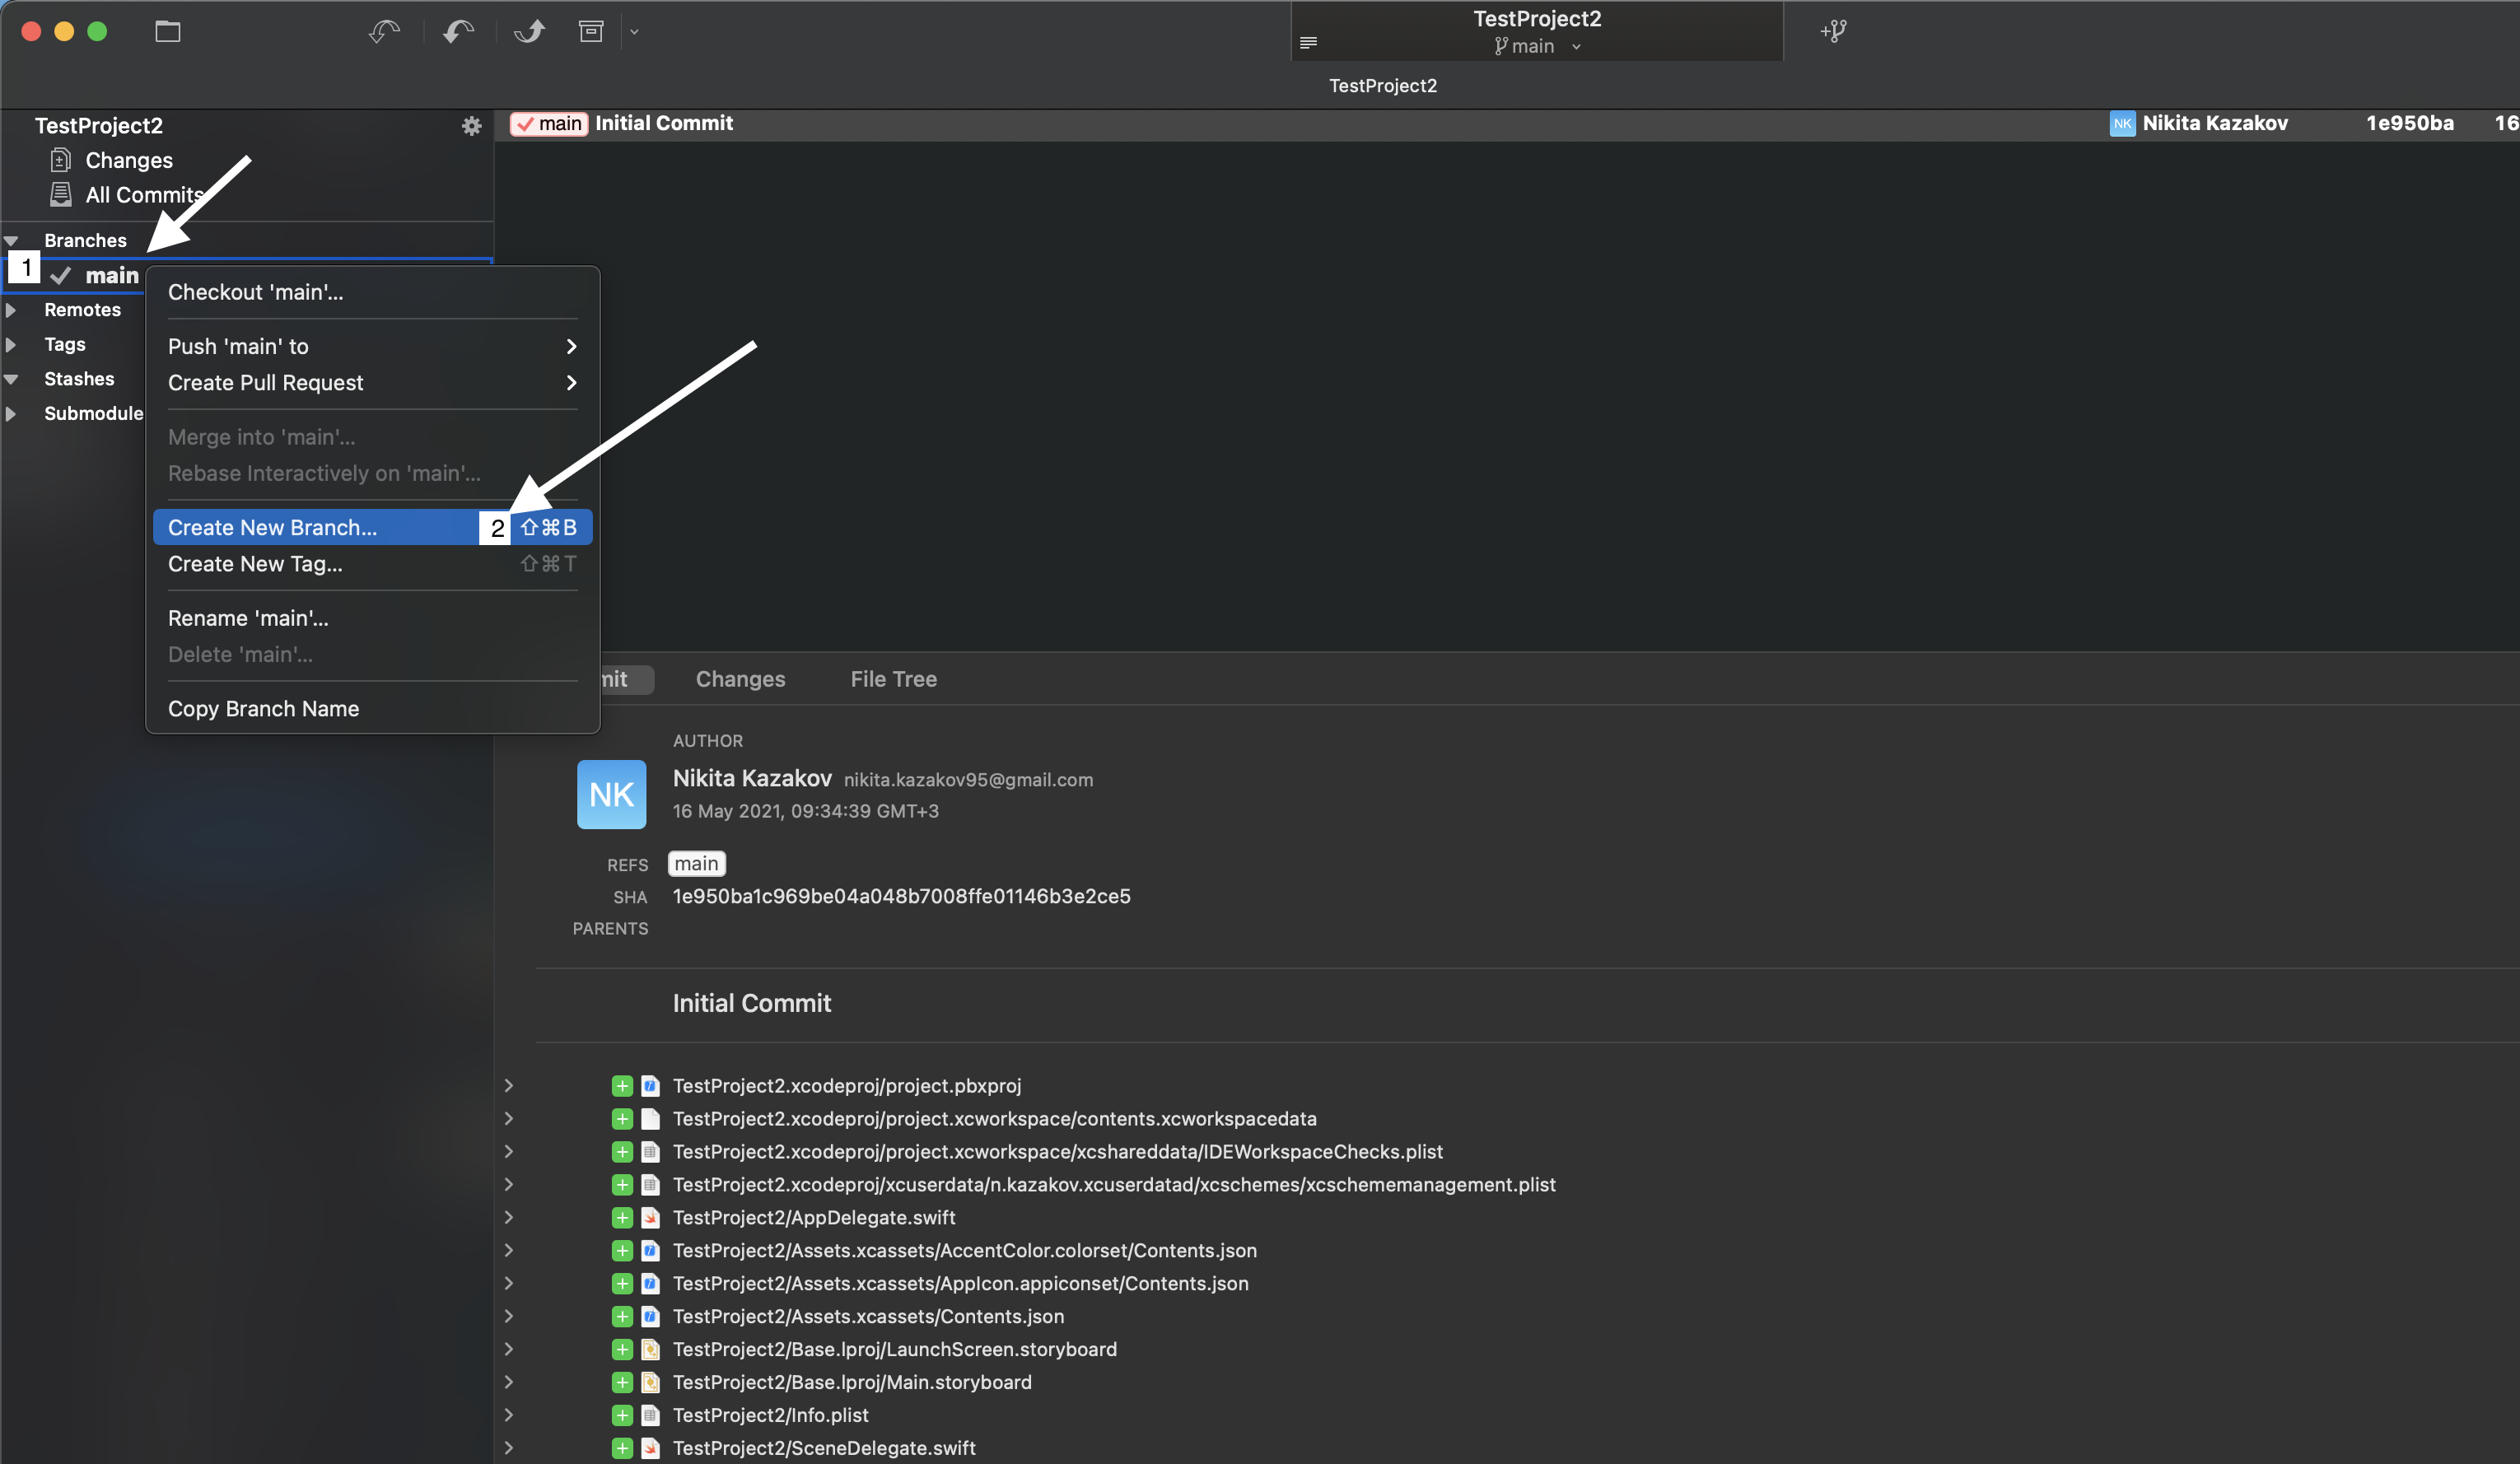 TestProject2
main
TestProject2
TestProject2
Changes
All Commits
Branches
1
main
Remotes
Tags
Stashes
Submodule
Checkout 'main'...
Push 'main' to
Create Pull Request
Merge into 'main'...
Rebase Interactively on 'main'...
Create New Branch... 2 ⇧⌘B
Create New Tag... ⇧⌘T
Rename 'main'...
Delete 'main'...
Copy Branch Name
main Initial Commit NK Nikita Kazakov 1e950ba 16
mit Changes File Tree
AUTHOR
NK
Nikita Kazakov nikita.kazakov95@gmail.com
16 May 2021, 09:34:39 GMT+3
REFS main
SHA 1e950ba1c969be04a048b7008ffe01146b3e2ce5
PARENTS
Initial Commit
TestProject2.xcodeproj/project.pbxproj
TestProject2.xcodeproj/project.xcworkspace/contents.xcworkspacedata
TestProject2.xcodeproj/project.xcworkspace/xcshareddata/IDEWorkspaceChecks.plist
TestProject2.xcodeproj/xcuserdata/n.kazakov.xcuserdatad/xcschemes/xcschememanagement.plist
TestProject2/AppDelegate.swift
TestProject2/Assets.xcassets/AccentColor.colorset/Contents.json
TestProject2/Assets.xcassets/AppIcon.appiconset/Contents.json
TestProject2/Assets.xcassets/Contents.json
TestProject2/Base.lproj/LaunchScreen.storyboard
TestProject2/Base.lproj/Main.storyboard
TestProject2/Info.plist
TestProject2/SceneDelegate.swift